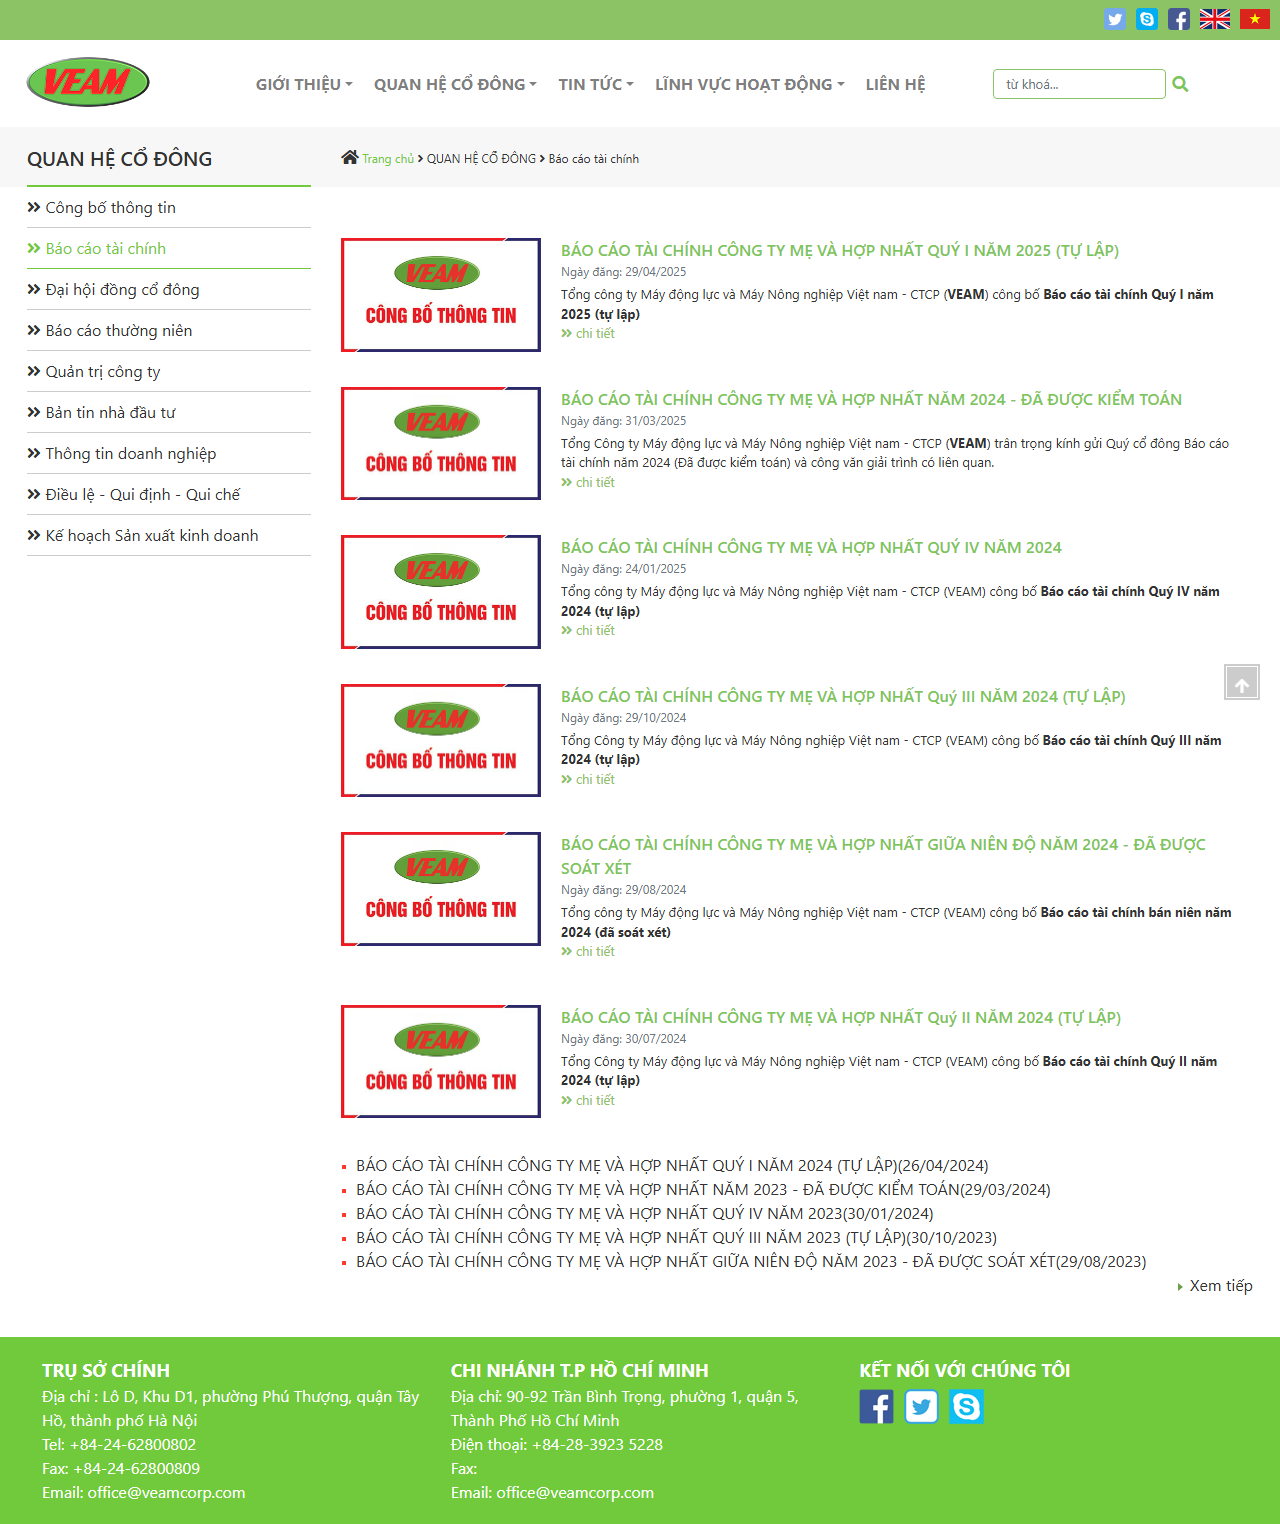 VEAM
GIỚI THIỆU
QUAN HỆ CỔ ĐÔNG
TIN TỨC
LĨNH VỰC HOẠT ĐỘNG
LIÊN HỆ
từ khoá...
QUAN HỆ CỔ ĐÔNG
Trang chủ QUAN HỆ CỔ ĐÔNG Báo cáo tài chính
Công bố thông tin
Báo cáo tài chính
Đại hội đồng cổ đông
Báo cáo thường niên
Quản trị công ty
Bản tin nhà đầu tư
Thông tin doanh nghiệp
Điều lệ - Qui định - Qui chế
Kế hoạch Sản xuất kinh doanh
VEAM
CÔNG BỐ THÔNG TIN
BÁO CÁO TÀI CHÍNH CÔNG TY MẸ VÀ HỢP NHẤT QUÝ I NĂM 2025 (TỰ LẬP)
Ngày đăng: 29/04/2025
Tổng công ty Máy động lực và Máy Nông nghiệp Việt nam - CTCP (VEAM) công bố Báo cáo tài chính Quý I năm
2025 (tự lập)
chi tiết
VEAM
CÔNG BỐ THÔNG TIN
BÁO CÁO TÀI CHÍNH CÔNG TY MẸ VÀ HỢP NHẤT NĂM 2024 - ĐÃ ĐƯỢC KIỂM TOÁN
Ngày đăng: 31/03/2025
Tổng Công ty Máy động lực và Máy Nông nghiệp Việt nam - CTCP (VEAM) trân trọng kính gửi Quý cổ đông Báo cáo
tài chính năm 2024 (Đã được kiểm toán) và công văn giải trình có liên quan.
chi tiết
VEAM
CÔNG BỐ THÔNG TIN
BÁO CÁO TÀI CHÍNH CÔNG TY MẸ VÀ HỢP NHẤT QUÝ IV NĂM 2024
Ngày đăng: 24/01/2025
Tổng công ty Máy động lực và Máy Nông nghiệp Việt nam - CTCP (VEAM) công bố Báo cáo tài chính Quý IV năm
2024 (tự lập)
chi tiết
VEAM
CÔNG BỐ THÔNG TIN
BÁO CÁO TÀI CHÍNH CÔNG TY MẸ VÀ HỢP NHẤT Quý III NĂM 2024 (TỰ LẬP)
Ngày đăng: 29/10/2024
Tổng Công ty Máy động lực và Máy Nông nghiệp Việt nam - CTCP (VEAM) công bố Báo cáo tài chính Quý III năm
2024 (tự lập)
chi tiết
VEAM
CÔNG BỐ THÔNG TIN
BÁO CÁO TÀI CHÍNH CÔNG TY MẸ VÀ HỢP NHẤT GIỮA NIÊN ĐỘ NĂM 2024 - ĐÃ ĐƯỢC
SOÁT XÉT
Ngày đăng: 29/08/2024
Tổng công ty Máy động lực và Máy Nông nghiệp Việt nam - CTCP (VEAM) công bố Báo cáo tài chính bán niên năm
2024 (đã soát xét)
chi tiết
VEAM
CÔNG BỐ THÔNG TIN
BÁO CÁO TÀI CHÍNH CÔNG TY MẸ VÀ HỢP NHẤT Quý II NĂM 2024 (TỰ LẬP)
Ngày đăng: 30/07/2024
Tổng Công ty Máy động lực và Máy Nông nghiệp Việt nam - CTCP (VEAM) công bố Báo cáo tài chính Quý II năm
2024 (tự lập)
chi tiết
BÁO CÁO TÀI CHÍNH CÔNG TY MẸ VÀ HỢP NHẤT QUÝ I NĂM 2024 (TỰ LẬP)(26/04/2024)
BÁO CÁO TÀI CHÍNH CÔNG TY MẸ VÀ HỢP NHẤT NĂM 2023 - ĐÃ ĐƯỢC KIỂM TOÁN(29/03/2024)
BÁO CÁO TÀI CHÍNH CÔNG TY MẸ VÀ HỢP NHẤT QUÝ IV NĂM 2023(30/01/2024)
BÁO CÁO TÀI CHÍNH CÔNG TY MẸ VÀ HỢP NHẤT QUÝ III NĂM 2023 (TỰ LẬP)(30/10/2023)
BÁO CÁO TÀI CHÍNH CÔNG TY MẸ VÀ HỢP NHẤT GIỮA NIÊN ĐỘ NĂM 2023 - ĐÃ ĐƯỢC SOÁT XÉT(29/08/2023)
Xem tiếp
TRỤ SỞ CHÍNH
Địa chỉ : Lô D, Khu D1, phường Phú Thượng, quận Tây
Hồ, thành phố Hà Nội
Tel: +84-24-62800802
Fax: +84-24-62800809
Email: office@veamcorp.com
CHI NHÁNH T.P HỒ CHÍ MINH
Địa chỉ: 90-92 Trần Bình Trọng, phường 1, quận 5,
Thành Phố Hồ Chí Minh
Điện thoại: +84-28-3923 5228
Fax:
Email: office@veamcorp.com
KẾT NỐI VỚI CHÚNG TÔI